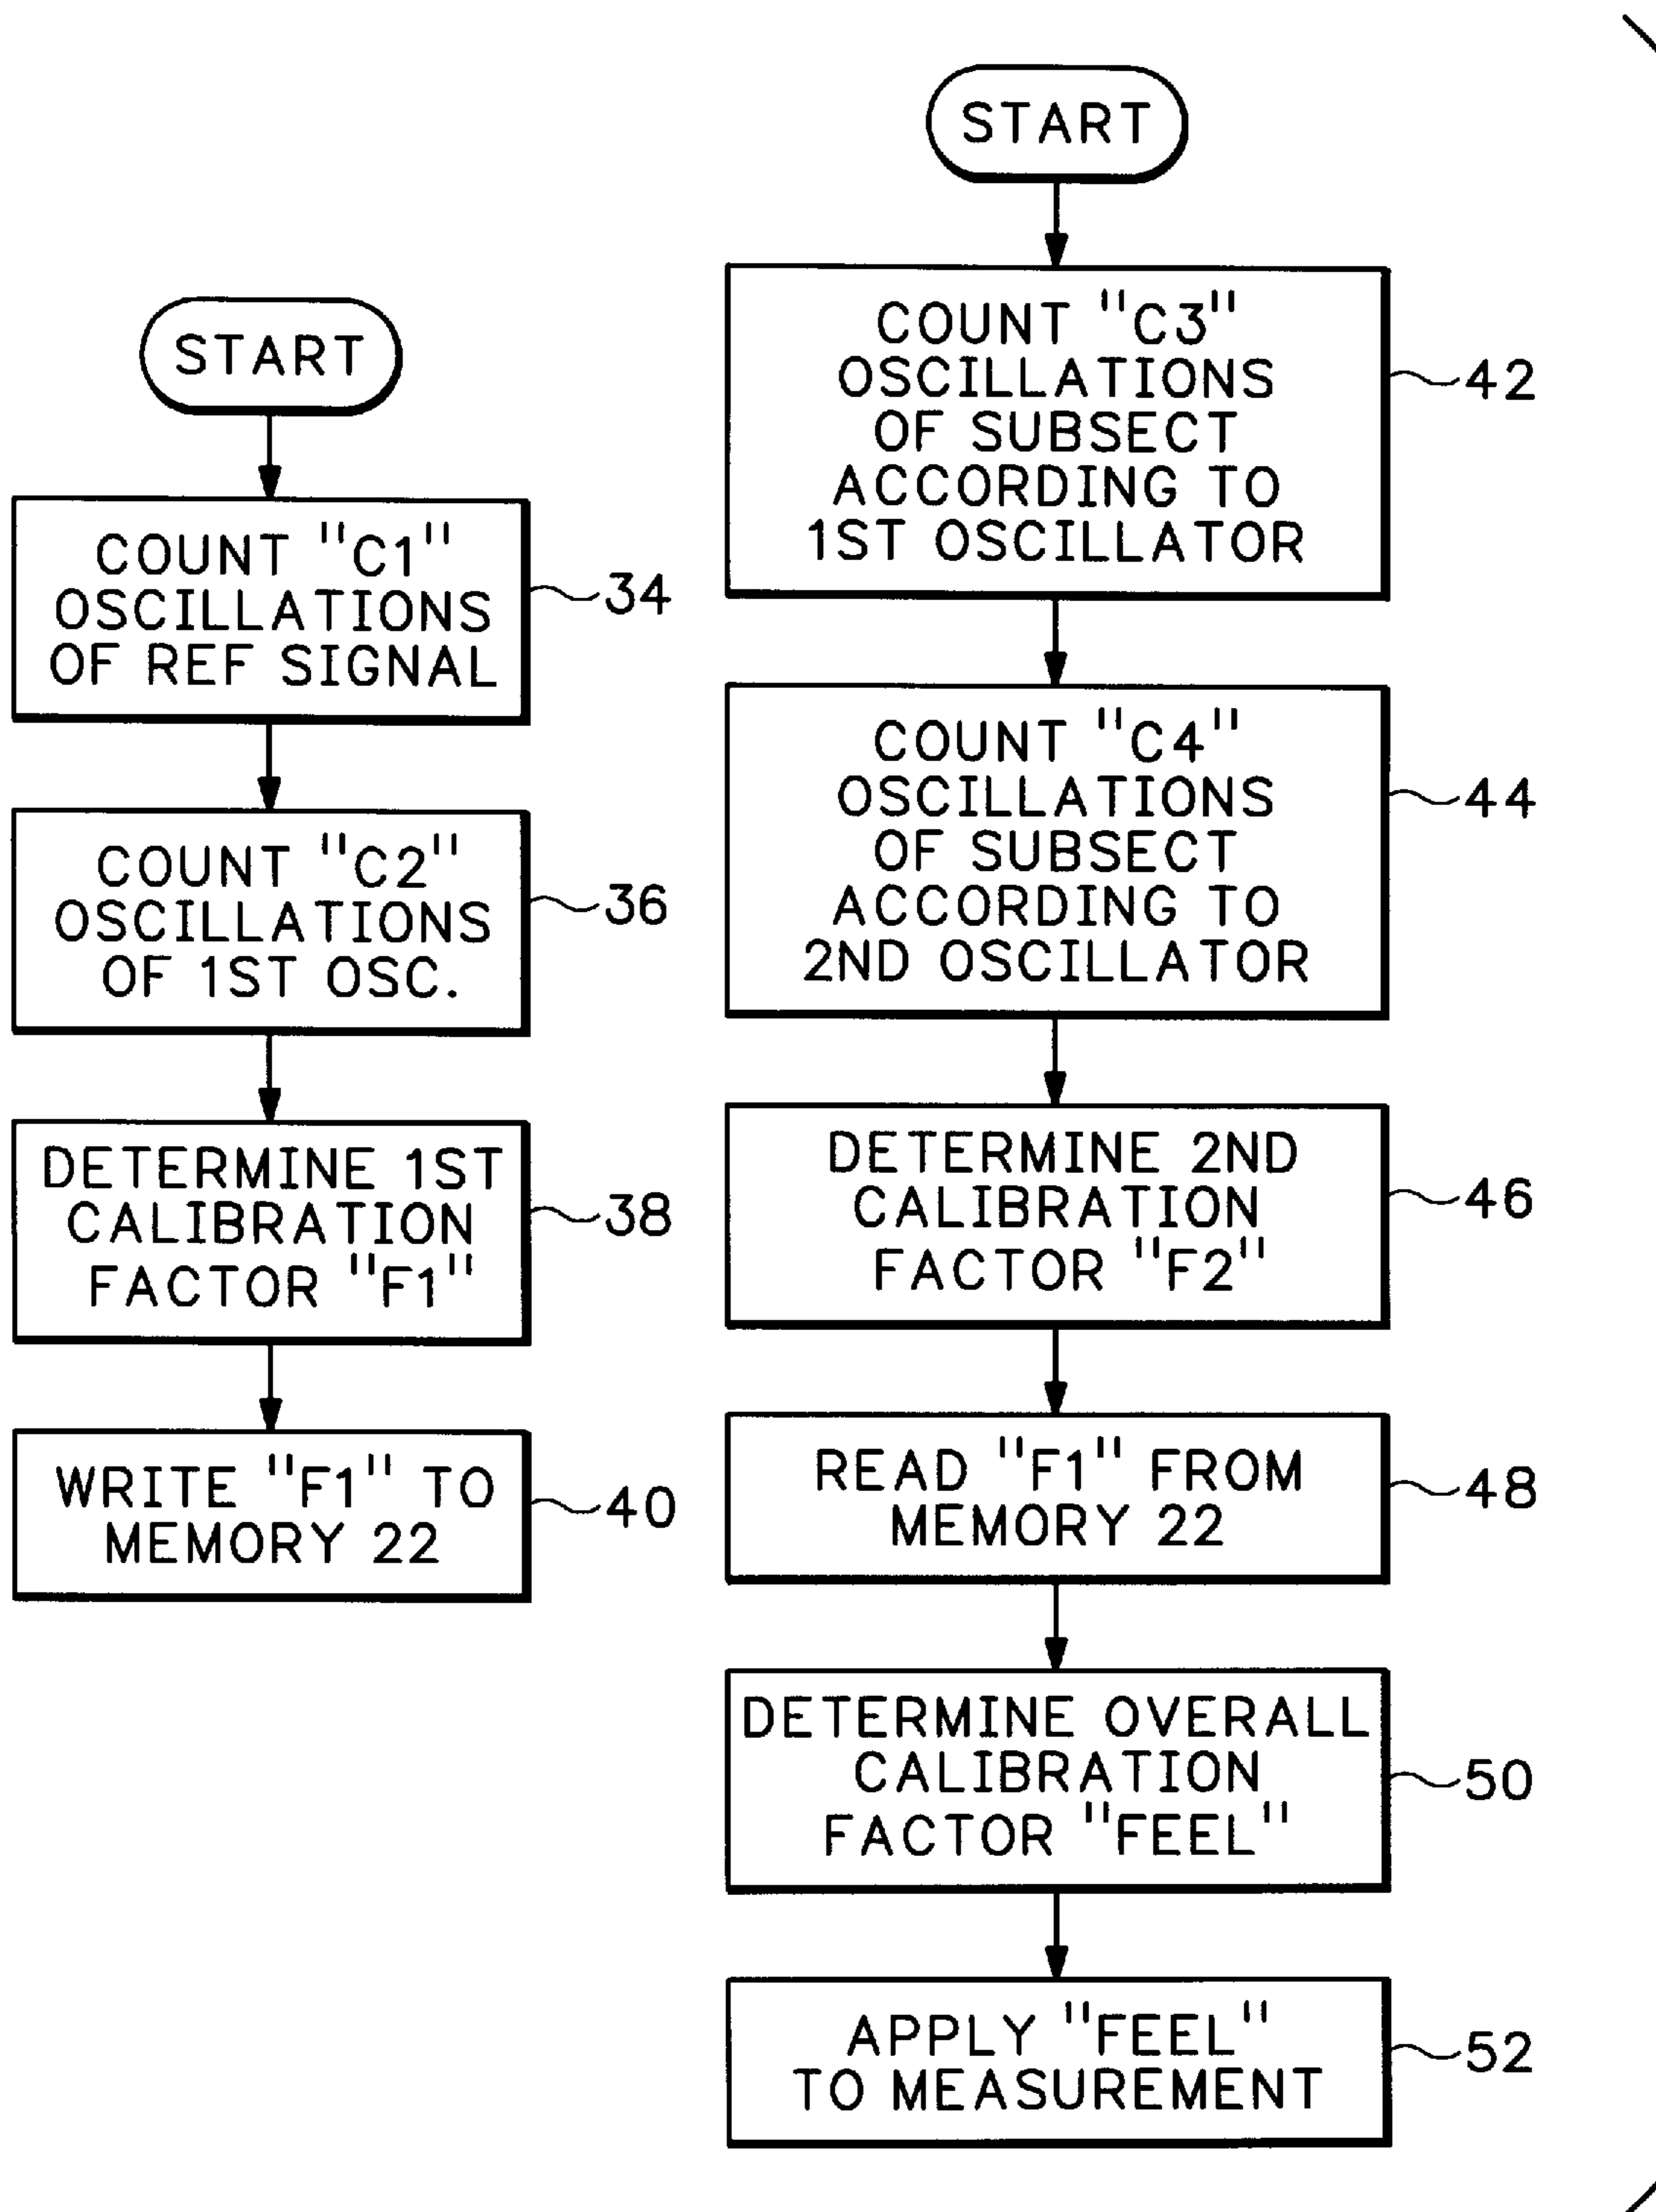 START
COUNT "C1"
OSCILLATIONS
OF REF SIGNAL
34
COUNT "C2"
OSCILLATIONS
OF 1ST OSC.
36
DETERMINE 1ST
CALIBRATION
FACTOR "F1"
38
WRITE "F1" TO
MEMORY 22
40
START
COUNT "C3"
OSCILLATIONS
OF SUBSECT
ACCORDING TO
1ST OSCILLATOR
42
COUNT "C4"
OSCILLATIONS
OF SUBSECT
ACCORDING TO
2ND OSCILLATOR
44
DETERMINE 2ND
CALIBRATION
FACTOR "F2"
46
READ "F1" FROM
MEMORY 22
48
DETERMINE OVERALL
CALIBRATION
FACTOR "FEEL"
50
APPLY "FEEL"
TO MEASUREMENT
52